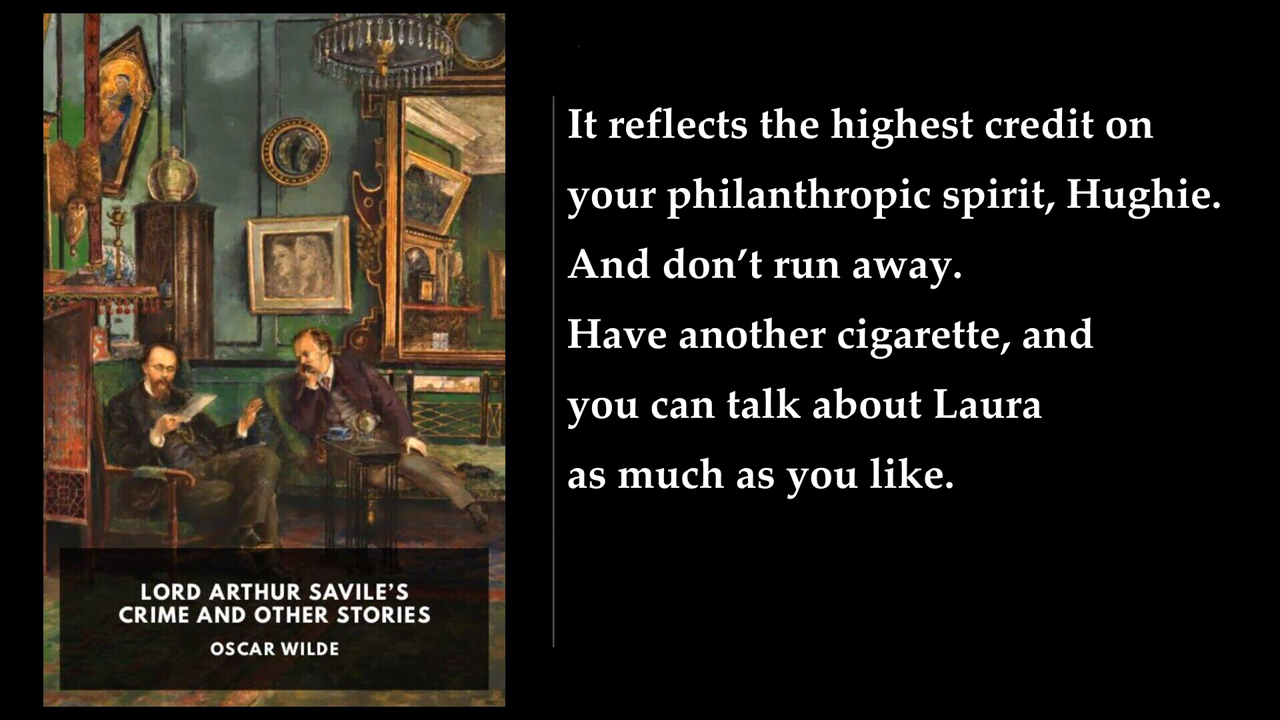 LORD ARTHUR SAVILE’S
CRIME AND OTHER STORIES
OSCAR WILDE
It reflects the highest credit on
your philanthropic spirit, Hughie.
And don’t run away.
Have another cigarette, and
you can talk about Laura
as much as you like.